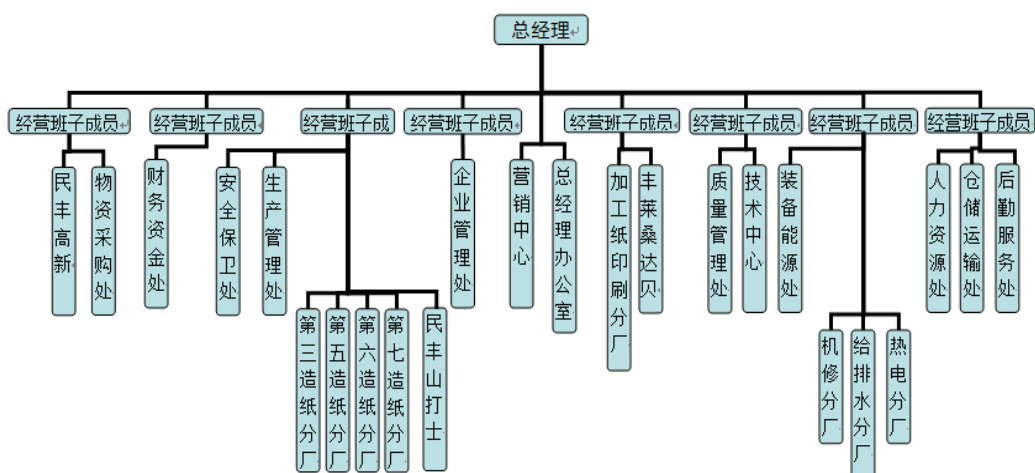 总经理
经营班子成员
经营班子成员
经营班子成
经营班子成员
经营班子成员
经营班子成员
经营班子成员
经营班子成员
民丰高新
物资采购处
财务资金处
安全保卫处
生产管理处
企业管理处
营销中心
总经理办公室
加工纸印刷分厂
丰莱桑达贝
质量管理处
技术中心
装备能源处
人力资源处
仓储运输处
后勤服务处
第三造纸分厂
第五造纸分厂
第六造纸分厂
第七造纸分厂
民丰山打士
机修分厂
给排水分厂
热电分厂